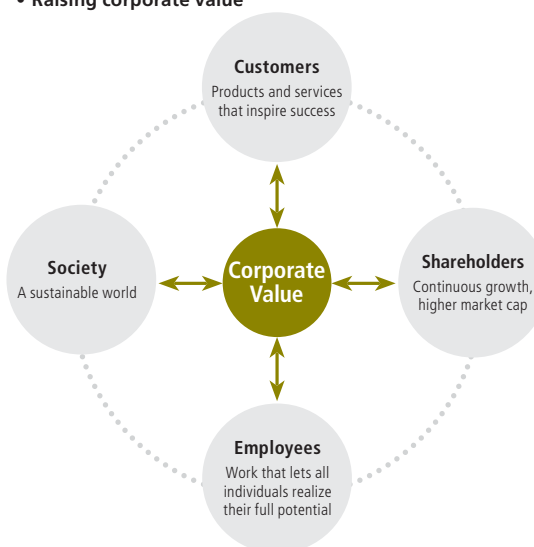 • Raising corporate value
Customers
Products and services
that inspire success
Society
A sustainable world
Corporate
Value
Shareholders
Continuous growth,
higher market cap
Employees
Work that lets all
individuals realize
their full potential